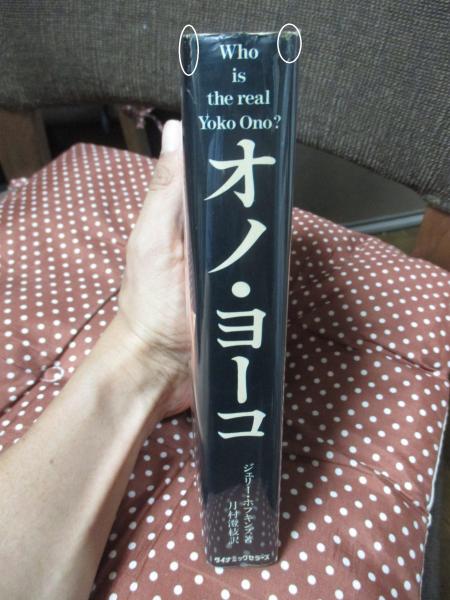 Who
is
the real
Yoko Ono?
オノ・ヨーコ
ジェリー・ホプキンズ著
月村澄枝訳
ダイナミックセラーズ